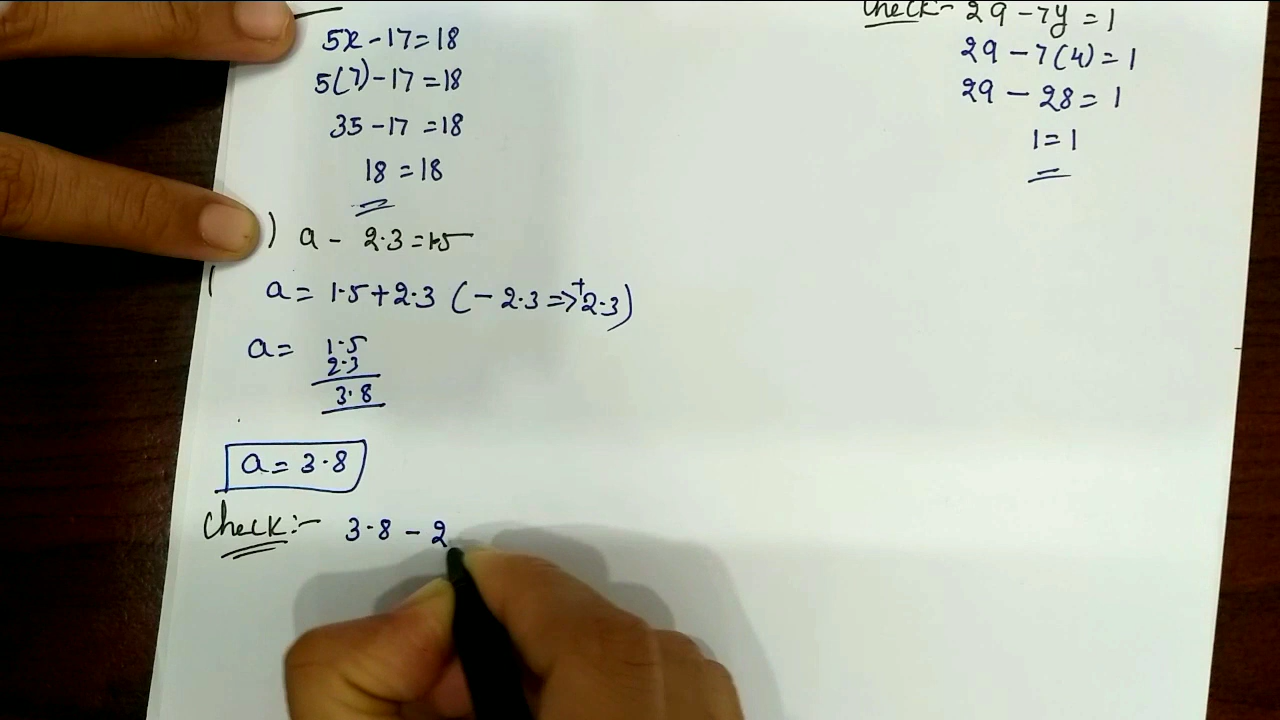 5x - 17 = 18
5(7) - 17 = 18
35 - 17 = 18
18 = 18
) a - 2.3 = 1.5
a = 1.5 + 2.3 (- 2.3 => +2.3)
a = 1.5
2.3
3.8
a = 3.8
Check:- 3.8 - 2
Check:- 29 - 7y = 1
29 - 7(4) = 1
29 - 28 = 1
1 = 1